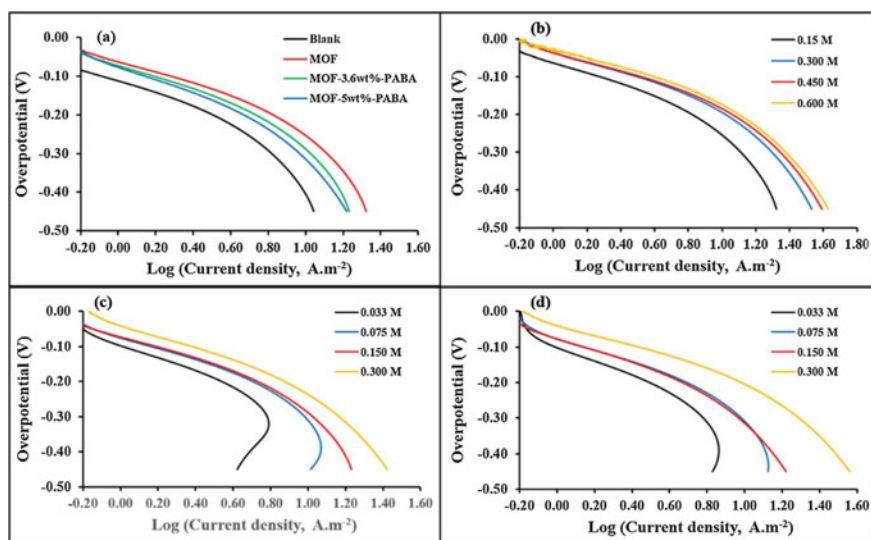 (a)
Blank
MOF
MOF-3.6wt%-PABA
MOF-5wt%-PABA
0.00
-0.10
-0.20
-0.30
-0.40
-0.50
Overpotential (V)
-0.20 0.00 0.20 0.40 0.60 0.80 1.00 1.20 1.40 1.60
Log (Current density, A.m-2)
(b)
0.15 M
0.300 M
0.450 M
0.600 M
0.00
-0.10
-0.20
-0.30
-0.40
-0.50
Overpotential (V)
-0.20 0.00 0.20 0.40 0.60 0.80 1.00 1.20 1.40 1.60 1.80
Log (Current density, A.m-2)
(c)
0.033 M
0.075 M
0.150 M
0.300 M
0.00
-0.10
-0.20
-0.30
-0.40
-0.50
Overpotential (V)
-0.20 0.00 0.20 0.40 0.60 0.80 1.00 1.20 1.40 1.60
Log (Current density, A.m-2)
(d)
0.033 M
0.075 M
0.150 M
0.300 M
0.00
-0.10
-0.20
-0.30
-0.40
-0.50
Overpotential (V)
-0.20 0.00 0.20 0.40 0.60 0.80 1.00 1.20 1.40 1.60
Log (Current density, A.m-2)